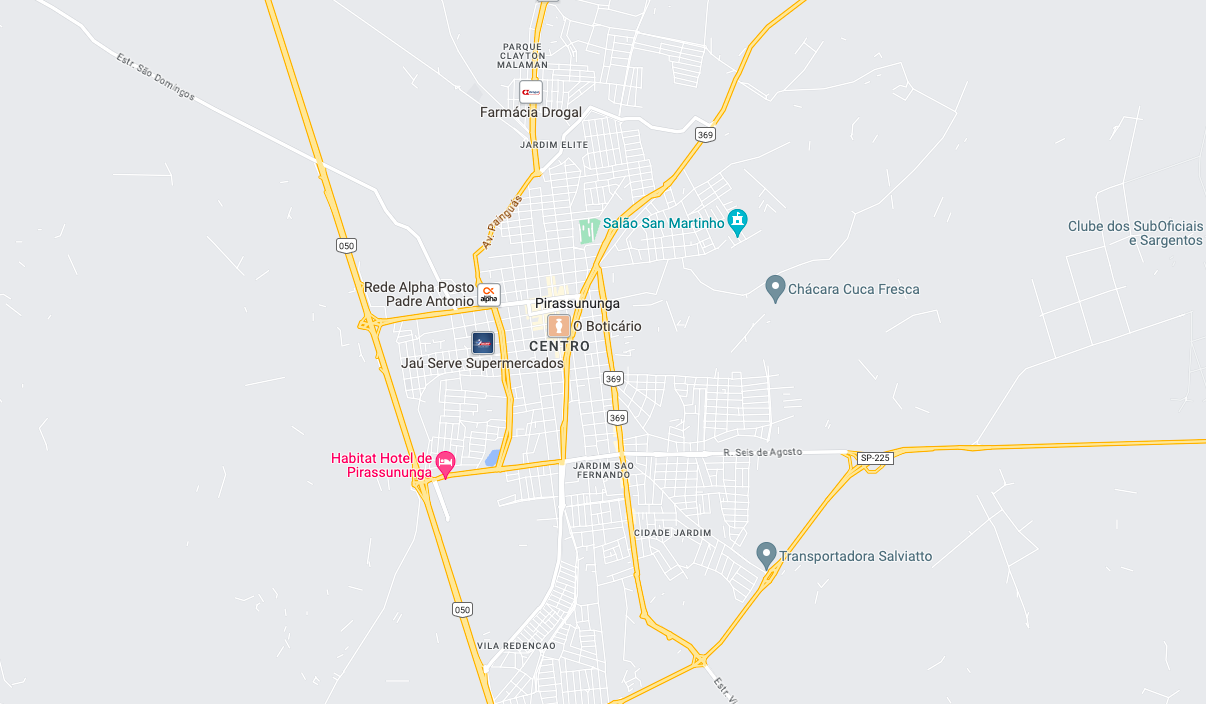 PARQUE
CLAYTON
MALAMAN
Estr. São Domingos
Farmácia Drogal
369
JARDIM ELITE
Av. Painguás
Salão San Martinho
Clube dos SubOficiais
e Sargentos
050
Rede Alpha Posto
Padre Antonio
alpha
Chácara Cuca Fresca
Pirassununga
O Boticário
CENTRO
Jaú Serve Supermercados
369
369
Habitat Hotel de
Pirassununga
R. Seis de Agosto
SP-225
JARDIM SAO
FERNANDO
CIDADE JARDIM
Transportadora Salviatto
050
VILA REDENCAO
Estr. Vi